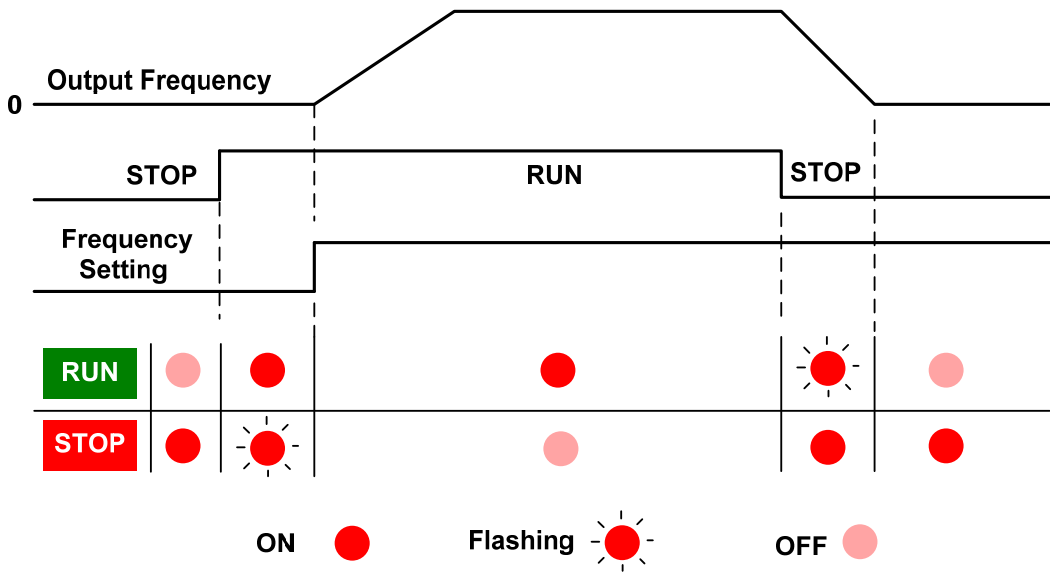 Output Frequency
0
STOP
RUN
STOP
Frequency
Setting
RUN
STOP
ON
Flashing
OFF